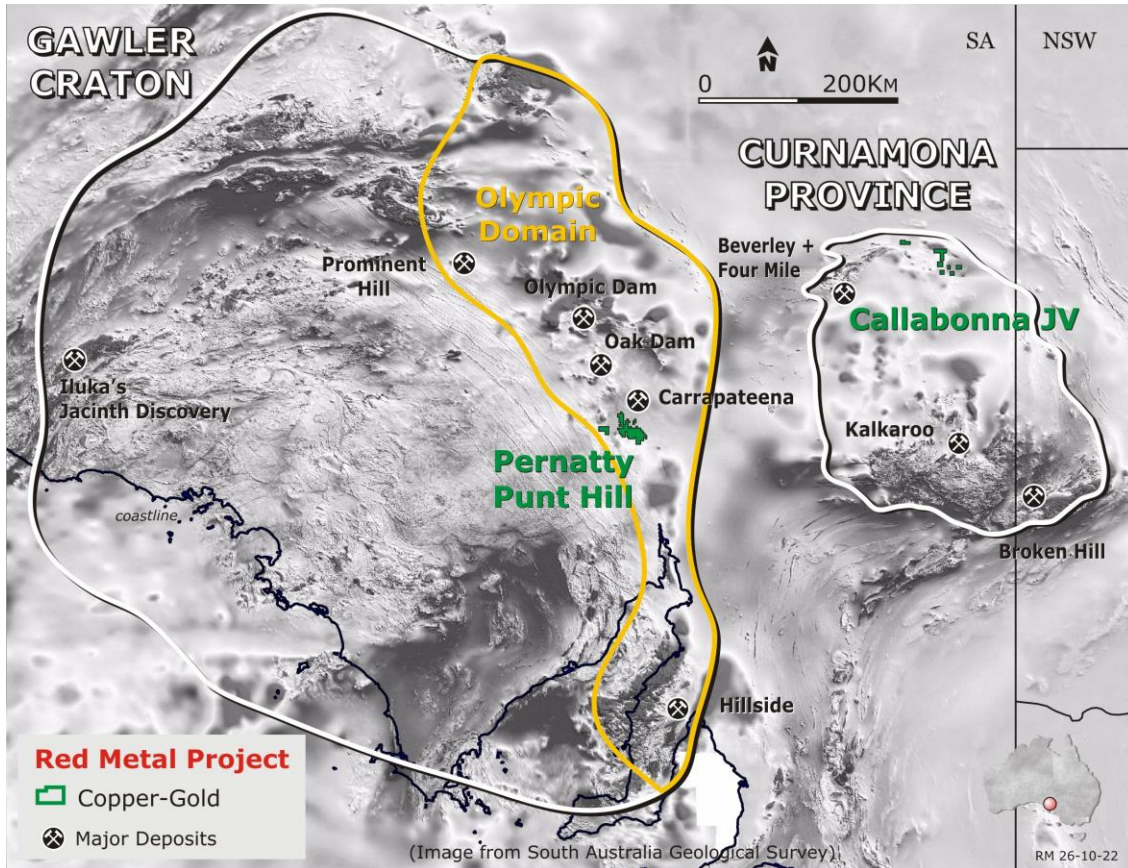 GAWLER
CRATON
SA
NSW
N
0 200KM
CURNAMONA
PROVINCE
Olympic
Domain
Prominent
Hill
Olympic Dam
Oak Dam
Carrapateena
Iluka's
Jacinth Discovery
Pernatty
Punt Hill
coastline
Hillside
Beverley +
Four Mile
Callabonna JV
Kalkaroo
Broken Hill
Red Metal Project
Copper-Gold
Major Deposits
(Image from South Australia Geological Survey)
RM 26-10-22